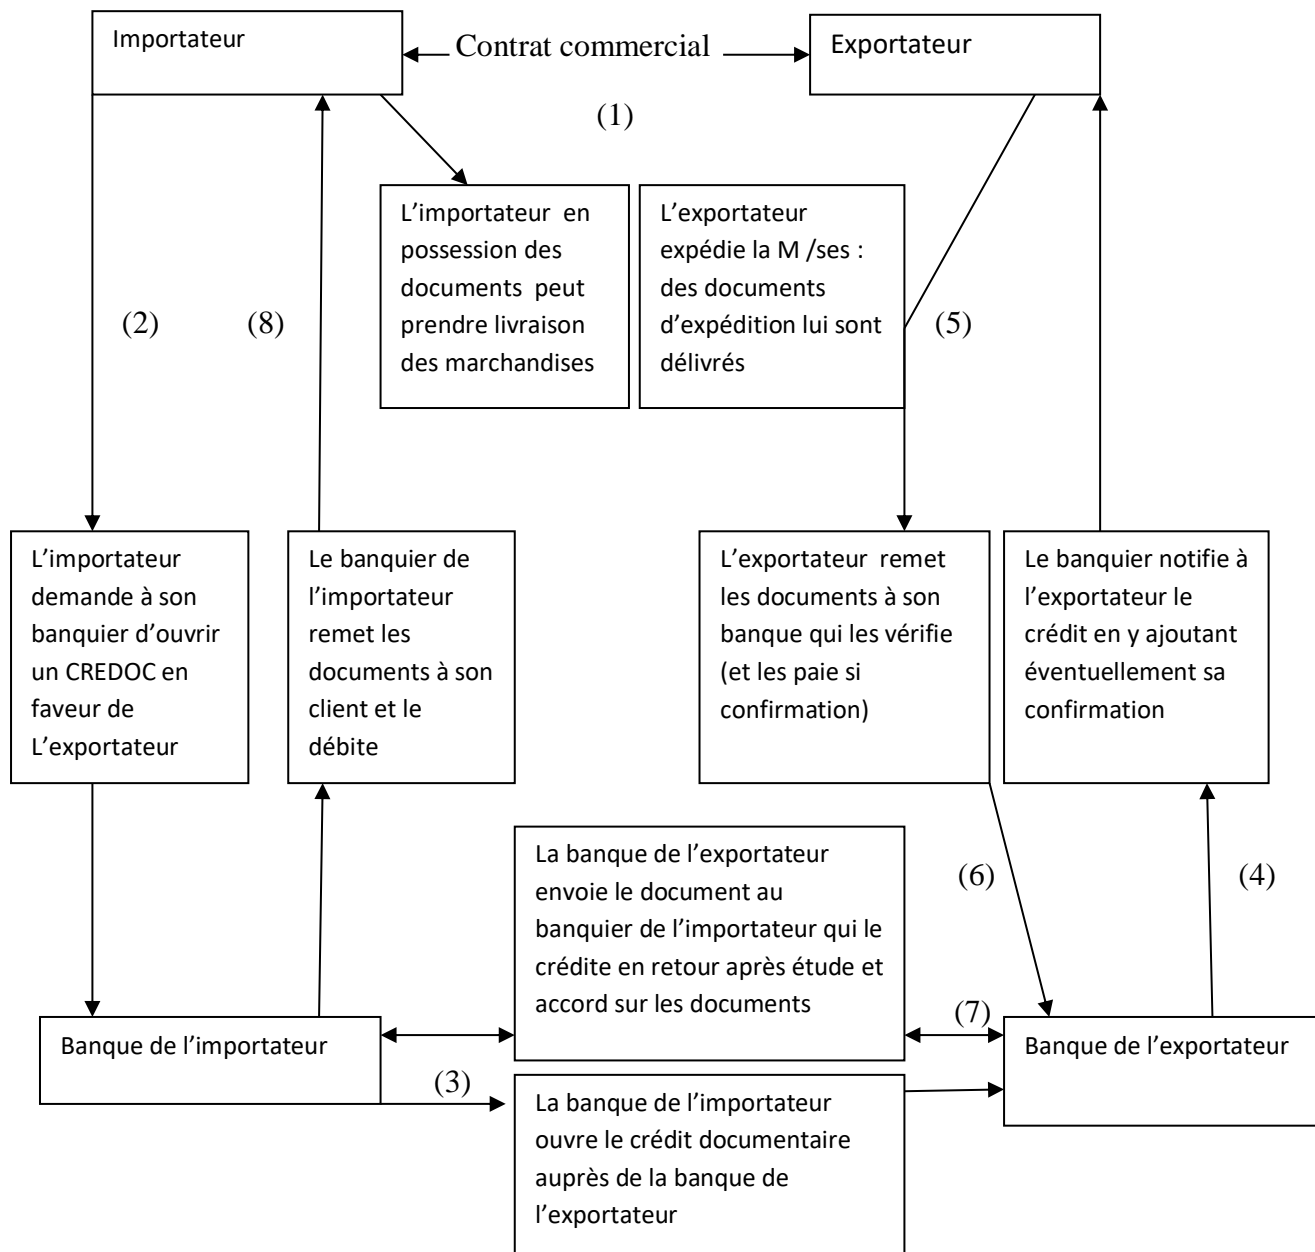 Importateur
Contrat commercial
Exportateur
(1)
L’importateur en
possession des
documents peut
prendre livraison
des marchandises
L’exportateur
expédie la M /ses :
des documents
d’expédition lui sont
délivrés
(2)
(8)
(5)
L’importateur
demande à son
banquier d’ouvrir
un CREDOC en
faveur de
L’exportateur
Le banquier de
l’importateur
remet les
documents à son
client et le
débite
L’exportateur remet
les documents à son
banque qui les vérifie
(et les paie si
confirmation)
Le banquier notifie à
l’exportateur le
crédit en y ajoutant
éventuellement sa
confirmation
La banque de l’exportateur
envoie le document au
banquier de l’importateur qui le
crédite en retour après étude et
accord sur les documents
(6)
(4)
(7)
Banque de l’importateur
Banque de l’exportateur
(3)
La banque de l’importateur
ouvre le crédit documentaire
auprès de la banque de
l’exportateur